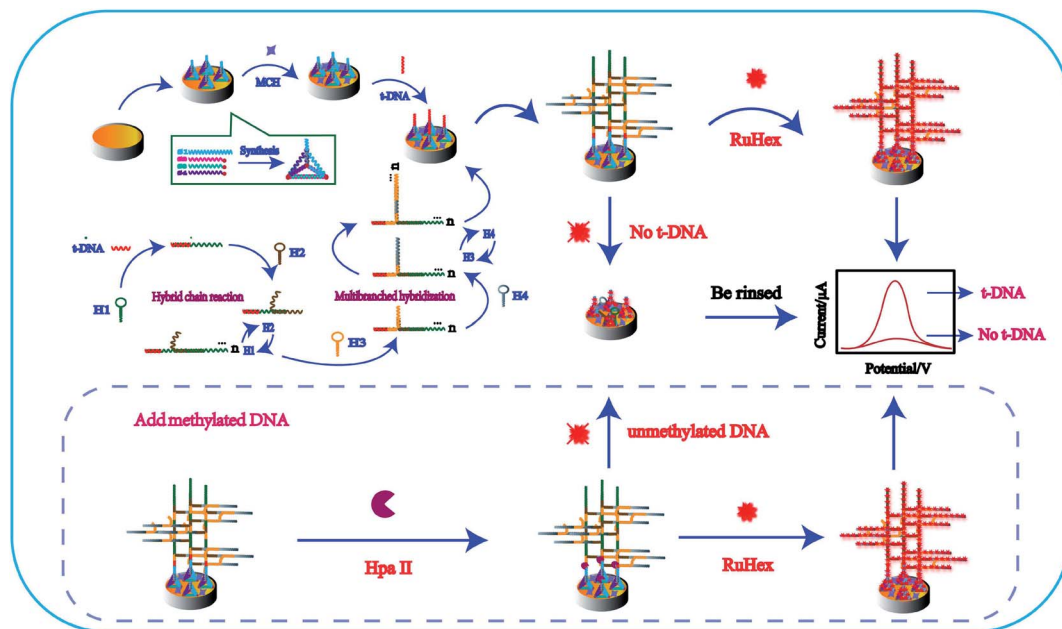 MCH
t-DNA
Synthesis
RuHex
n
...
t-DNA
H2
H1
Hybrid chain reaction
H2
H1
... n
... n
H4
H3
... n
Multibranched hybridization
H4
... n
H3
No t-DNA
Be rinsed
Current/μA
t-DNA
No t-DNA
Potential/V
Add methylated DNA
unmethylated DNA
Hpa II
RuHex